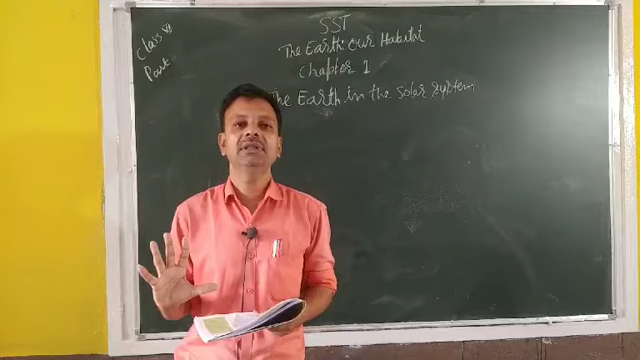 Class VI
Part
SST
The Earth our Habitat
Chapter 1
The Earth in the Solar System